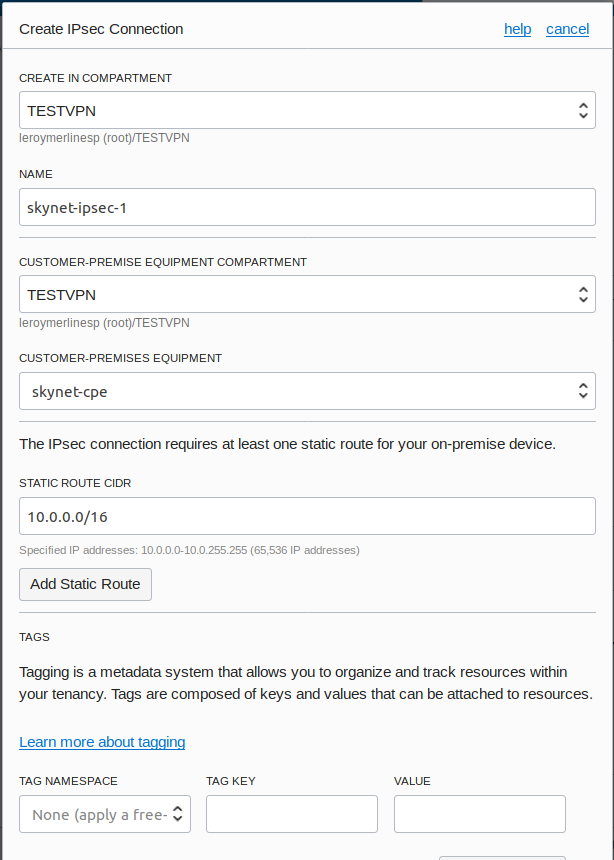 Create IPsec Connection help cancel
CREATE IN COMPARTMENT
TESTVPN
leroymerlinesp (root)/TESTVPN
NAME
skynet-ipsec-1
CUSTOMER-PREMISE EQUIPMENT COMPARTMENT
TESTVPN
leroymerlinesp (root)/TESTVPN
CUSTOMER-PREMISES EQUIPMENT
skynet-cpe
The IPsec connection requires at least one static route for your on-premise device.
STATIC ROUTE CIDR
10.0.0.0/16
Specified IP addresses: 10.0.0.0-10.0.255.255 (65,536 IP addresses)
Add Static Route
TAGS
Tagging is a metadata system that allows you to organize and track resources within
your tenancy. Tags are composed of keys and values that can be attached to resources.
Learn more about tagging
TAG NAMESPACE TAG KEY VALUE
None (apply a free-